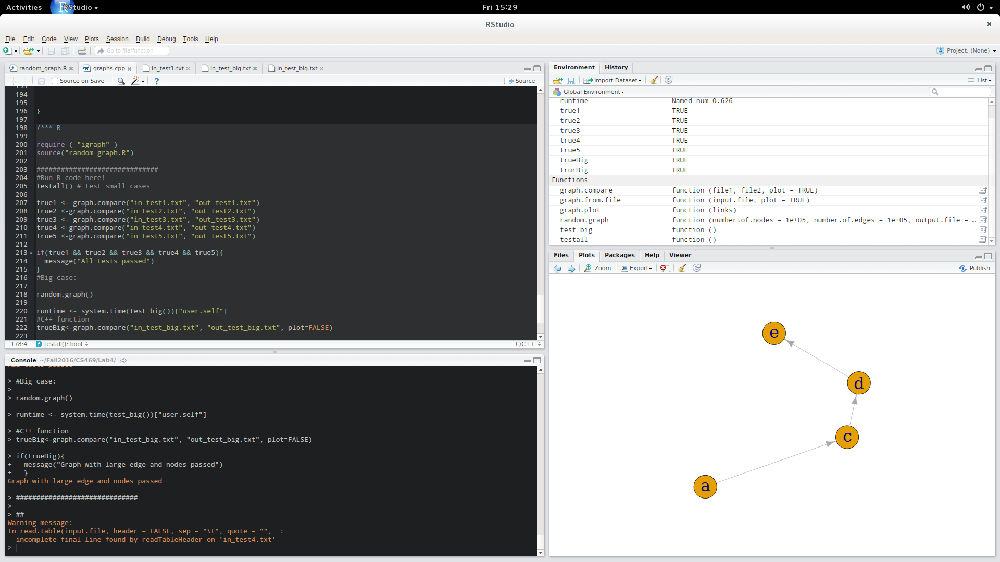 Activities RStudio Fri 15:29
RStudio
File Edit Code View Plots Session Build Debug Tools Help
Go to file/function Project: (None)
random_graph.R graphs.cpp in_test1.txt in_test_big.txt in_test_big.txt
Source on Save Source
193
194
195
196 }
197
198 /*** R
199
200 require ( "igraph" )
201 source("random_graph.R")
202
203 ##############################
204 #Run R code here!
205 testall() # test small cases
206
207 true1 <- graph.compare("in_test1.txt", "out_test1.txt")
208 true2 <-graph.compare("in_test2.txt", "out_test2.txt")
209 true3 <- graph.compare("in_test3.txt", "out_test3.txt")
210 true4 <-graph.compare("in_test4.txt", "out_test4.txt")
211 true5 <-graph.compare("in_test5.txt", "out_test5.txt")
212
213 if(true1 && true2 && true3 && true4 && true5){
214   message("All tests passed")
215 }
216 #Big case:
217
218 random.graph()
219
220 runtime <- system.time(test_big())["user.self"]
221 #C++ function
222 trueBig<-graph.compare("in_test_big.txt", "out_test_big.txt", plot=FALSE)
223
178:4 testall(): bool C/C++
Console ~/Fall2016/CS469/Lab4/
All tests passed
> #Big case:
>
> random.graph()
> runtime <- system.time(test_big())["user.self"]
> #C++ function
> trueBig<-graph.compare("in_test_big.txt", "out_test_big.txt", plot=FALSE)
> if(trueBig){
+   message("Graph with large edge and nodes passed")
+   }
Graph with large edge and nodes passed
> ##############################
>
> ##
Warning message:
In read.table(input.file, header = FALSE, sep = "\t", quote = "",  :
  incomplete final line found by readTableHeader on 'in_test4.txt'
>
Environment History
Import Dataset List
Global Environment
runtime Named num 0.626
true1 TRUE
true2 TRUE
true3 TRUE
true4 TRUE
true5 TRUE
trueBig TRUE
trurBig TRUE
Functions
graph.compare function (file1, file2, plot = TRUE)
graph.from.file function (input.file, plot = TRUE)
graph.plot function (links)
random.graph function (number.of.nodes = 1e+05, number.of.edges = 1e+05, output.file = …
test_big function ()
testall function ()
Files Plots Packages Help Viewer
Zoom Export Publish
e
d
c
a